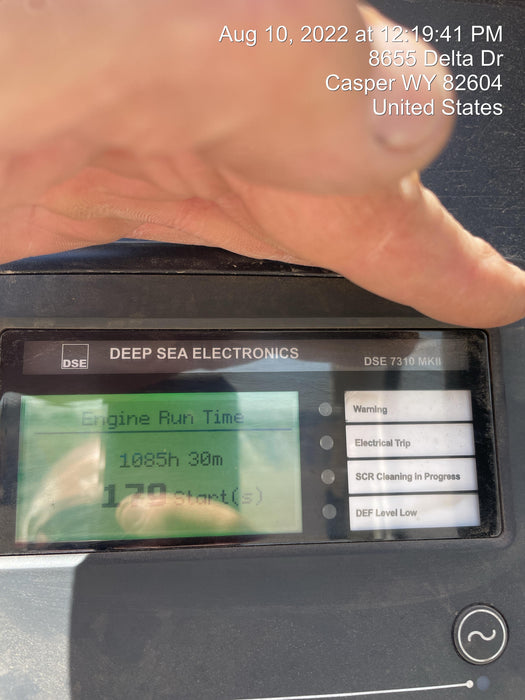 Aug 10, 2022 at 12:19:41 PM
8655 Delta Dr
Casper WY 82604
United States
DSE
DEEP SEA ELECTRONICS
DSE 7310 MKII
Engine Run Time
1085h 30m
179 Start(s)
Warning
Electrical Trip
SCR Cleaning in Progress
DEF Level Low